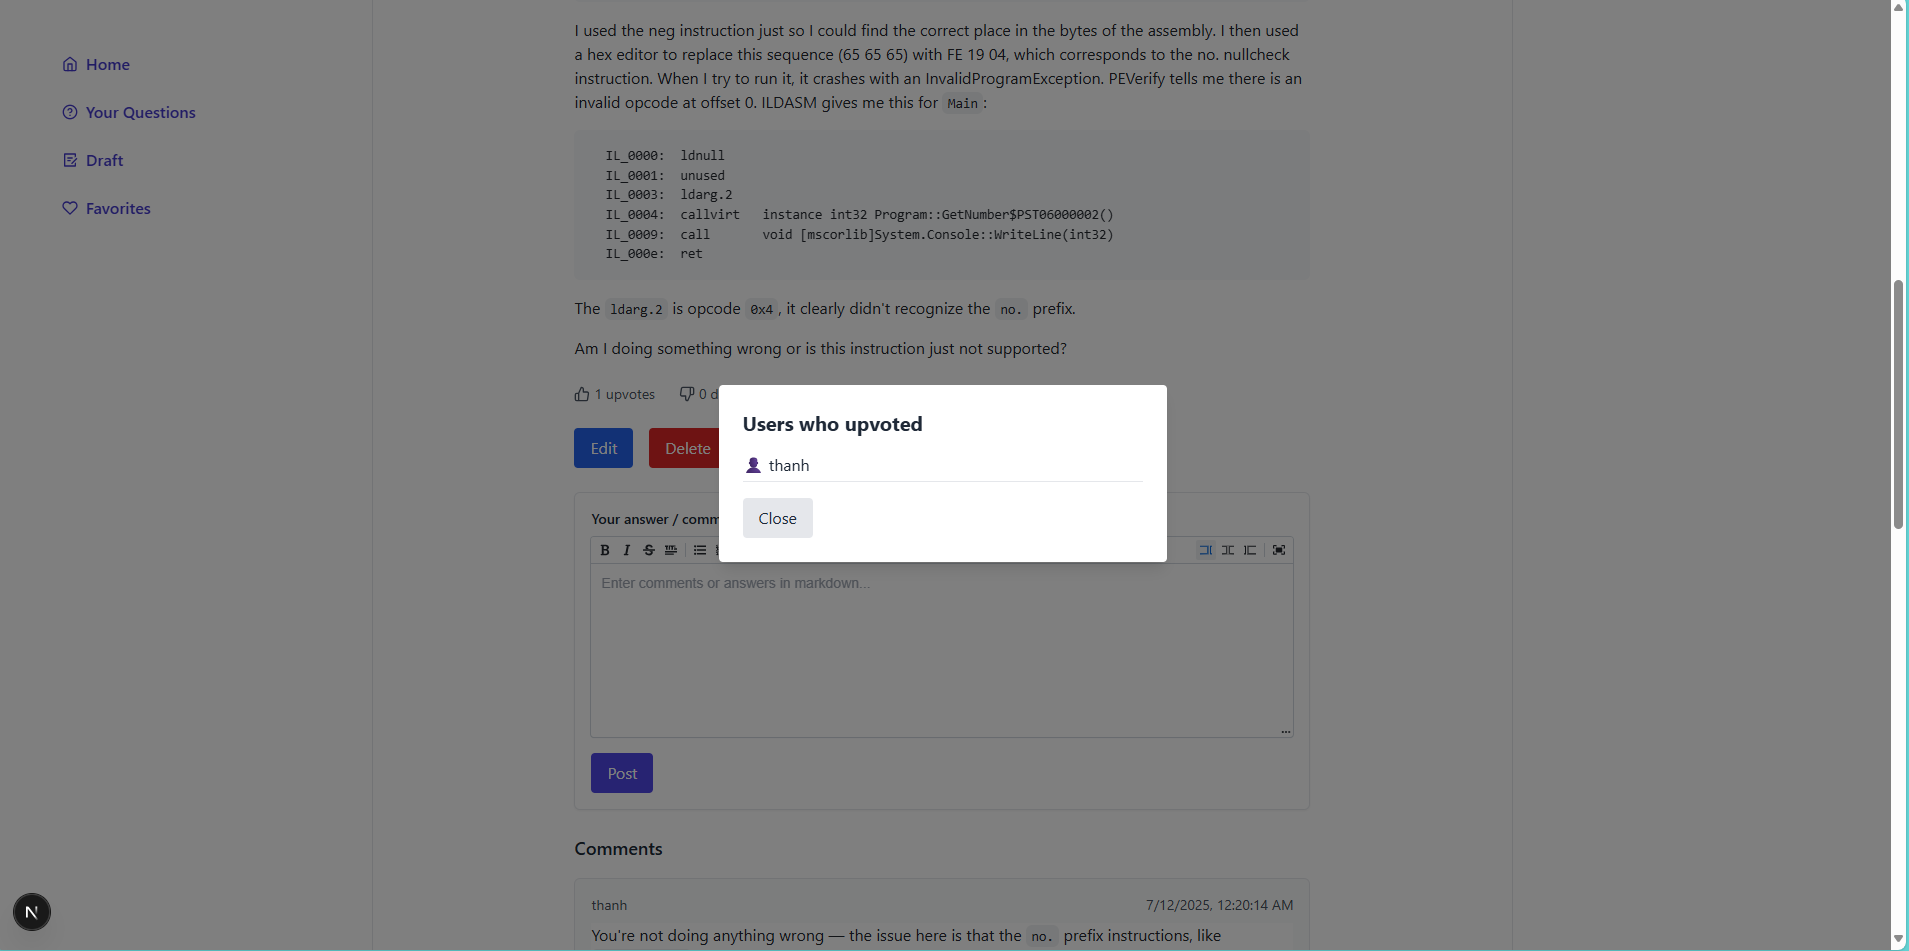 Home
Your Questions
Draft
Favorites
I used the neg instruction just so I could find the correct place in the bytes of the assembly. I then used
a hex editor to replace this sequence (65 65 65) with FE 19 04, which corresponds to the no. nullcheck
instruction. When I try to run it, it crashes with an InvalidProgramException. PEVerify tells me there is an
invalid opcode at offset 0. ILDASM gives me this for Main:
IL_0000: ldnull
IL_0001: unused
IL_0003: ldarg.2
IL_0004: callvirt instance int32 Program::GetNumber$PST06000002()
IL_0009: call void [mscorlib]System.Console::WriteLine(int32)
IL_000e: ret
The ldarg.2 is opcode 0x4, it clearly didn't recognize the no. prefix.
Am I doing something wrong or is this instruction just not supported?
1 upvotes 0 d
Edit Delete
Users who upvoted
thanh
Close
Your answer / comm
B I S
Enter comments or answers in markdown...
Post
Comments
thanh 7/12/2025, 12:20:14 AM
You're not doing anything wrong — the issue here is that the no. prefix instructions, like
N